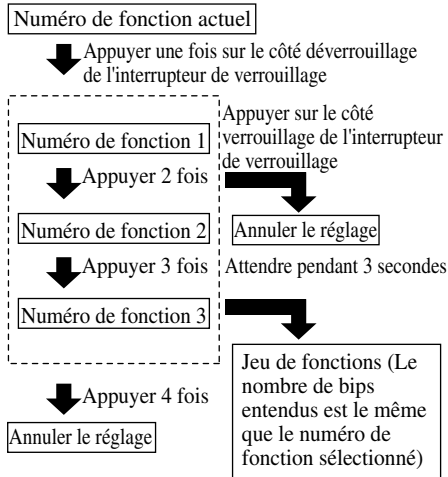 Numéro de fonction actuel
Appuyer une fois sur le côté déverrouillage
de l'interrupteur de verrouillage
Appuyer sur le côté
verrouillage de l'interrupteur
de verrouillage
Numéro de fonction 1
Appuyer 2 fois
Numéro de fonction 2
Annuler le réglage
Appuyer 3 fois
Attendre pendant 3 secondes
Numéro de fonction 3
Jeu de fonctions (Le
nombre de bips
entendus est le même
que le numéro de
fonction sélectionné)
Appuyer 4 fois
Annuler le réglage